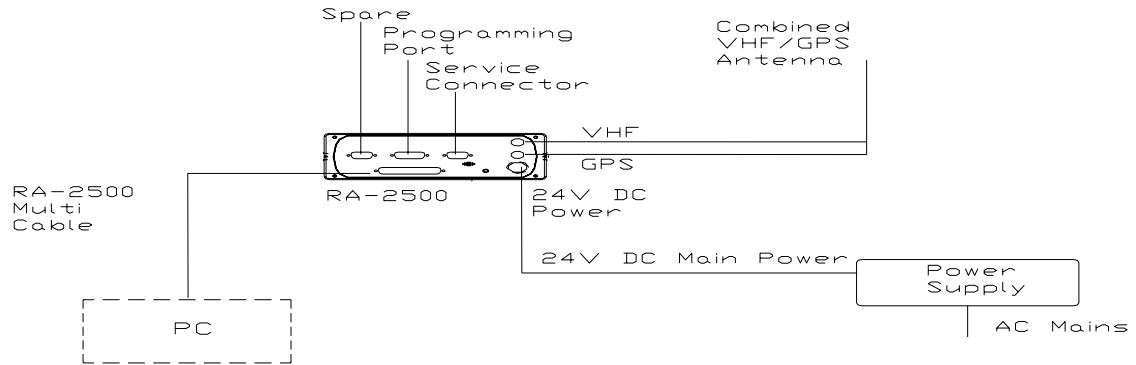 Spare
Programming
Port
Service
Connector
Combined
VHF/GPS
Antenna
VHF
GPS
RA-2500
Multi
Cable
RA-2500
24V DC
Power
24V DC Main Power
Power
Supply
PC
AC Mains